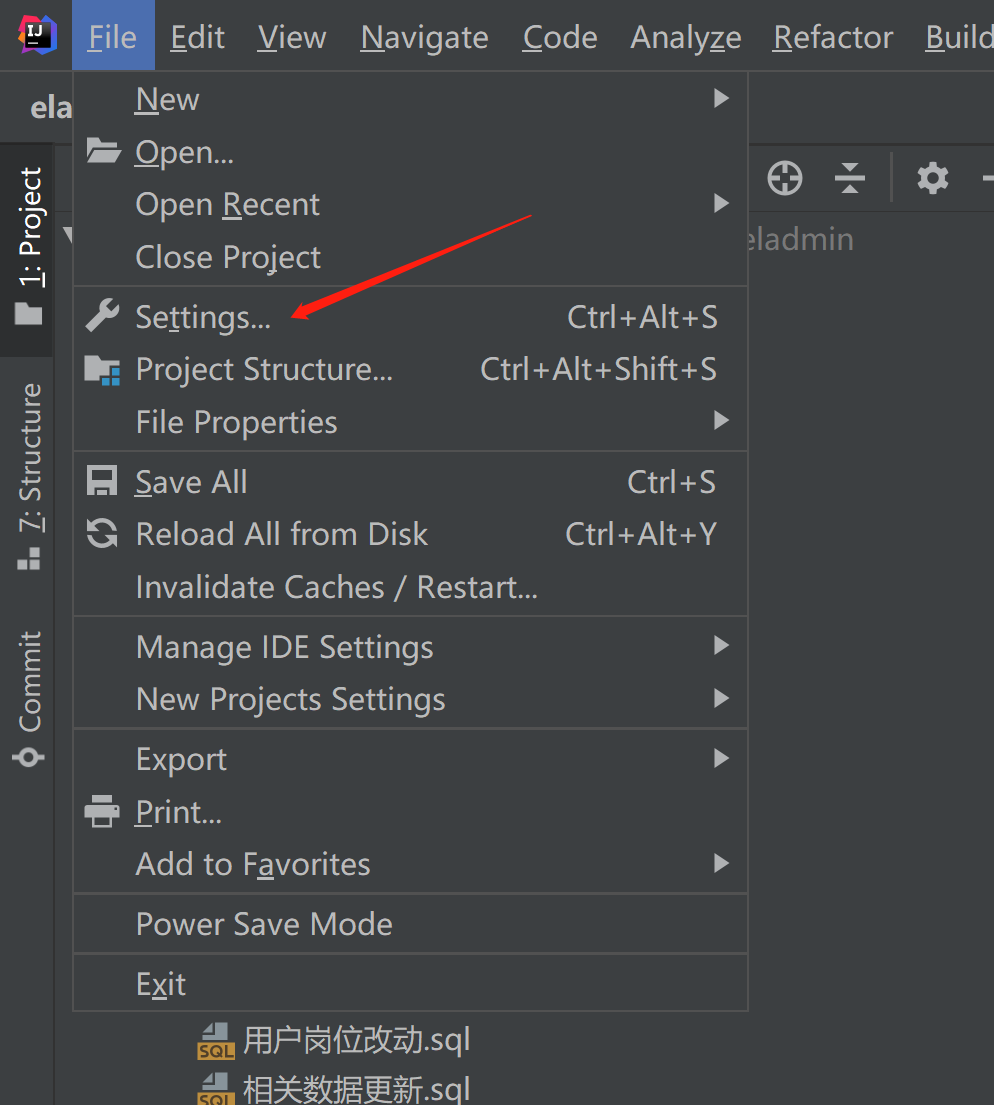 IJ
File Edit View Navigate Code Analyze Refactor Build
ela
New
Open...
Open Recent
Close Project
eladmin
Settings... Ctrl+Alt+S
Project Structure... Ctrl+Alt+Shift+S
File Properties
Save All Ctrl+S
Reload All from Disk Ctrl+Alt+Y
Invalidate Caches / Restart...
Manage IDE Settings
New Projects Settings
Export
Print...
Add to Favorites
Power Save Mode
Exit
SQL 用户岗位改动.sql
SQL 相关数据更新.sql
1: Project
7: Structure
Commit